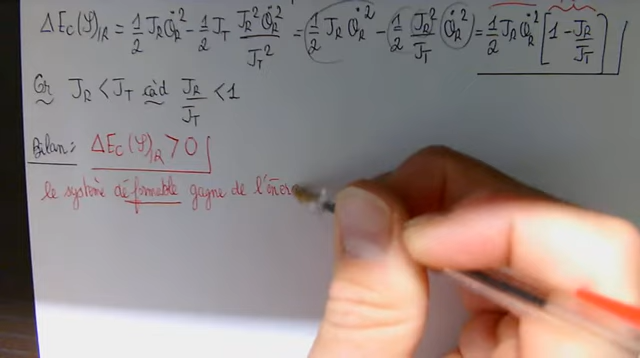 ΔEc(𝒮)|R = 1/2 J_R θ̇_R² - 1/2 J_T J_R² θ̇_R² / J_T² = 1/2 J_R θ̇_R² - 1/2 J_R²/J_T θ̇_R² = 1/2 J_R θ̇_R² [1 - J_R/J_T]
Or J_R < J_T càd J_R/J_T < 1
Bilan: ΔEc(𝒮)|R > 0
le système déformable gagne de l'éner